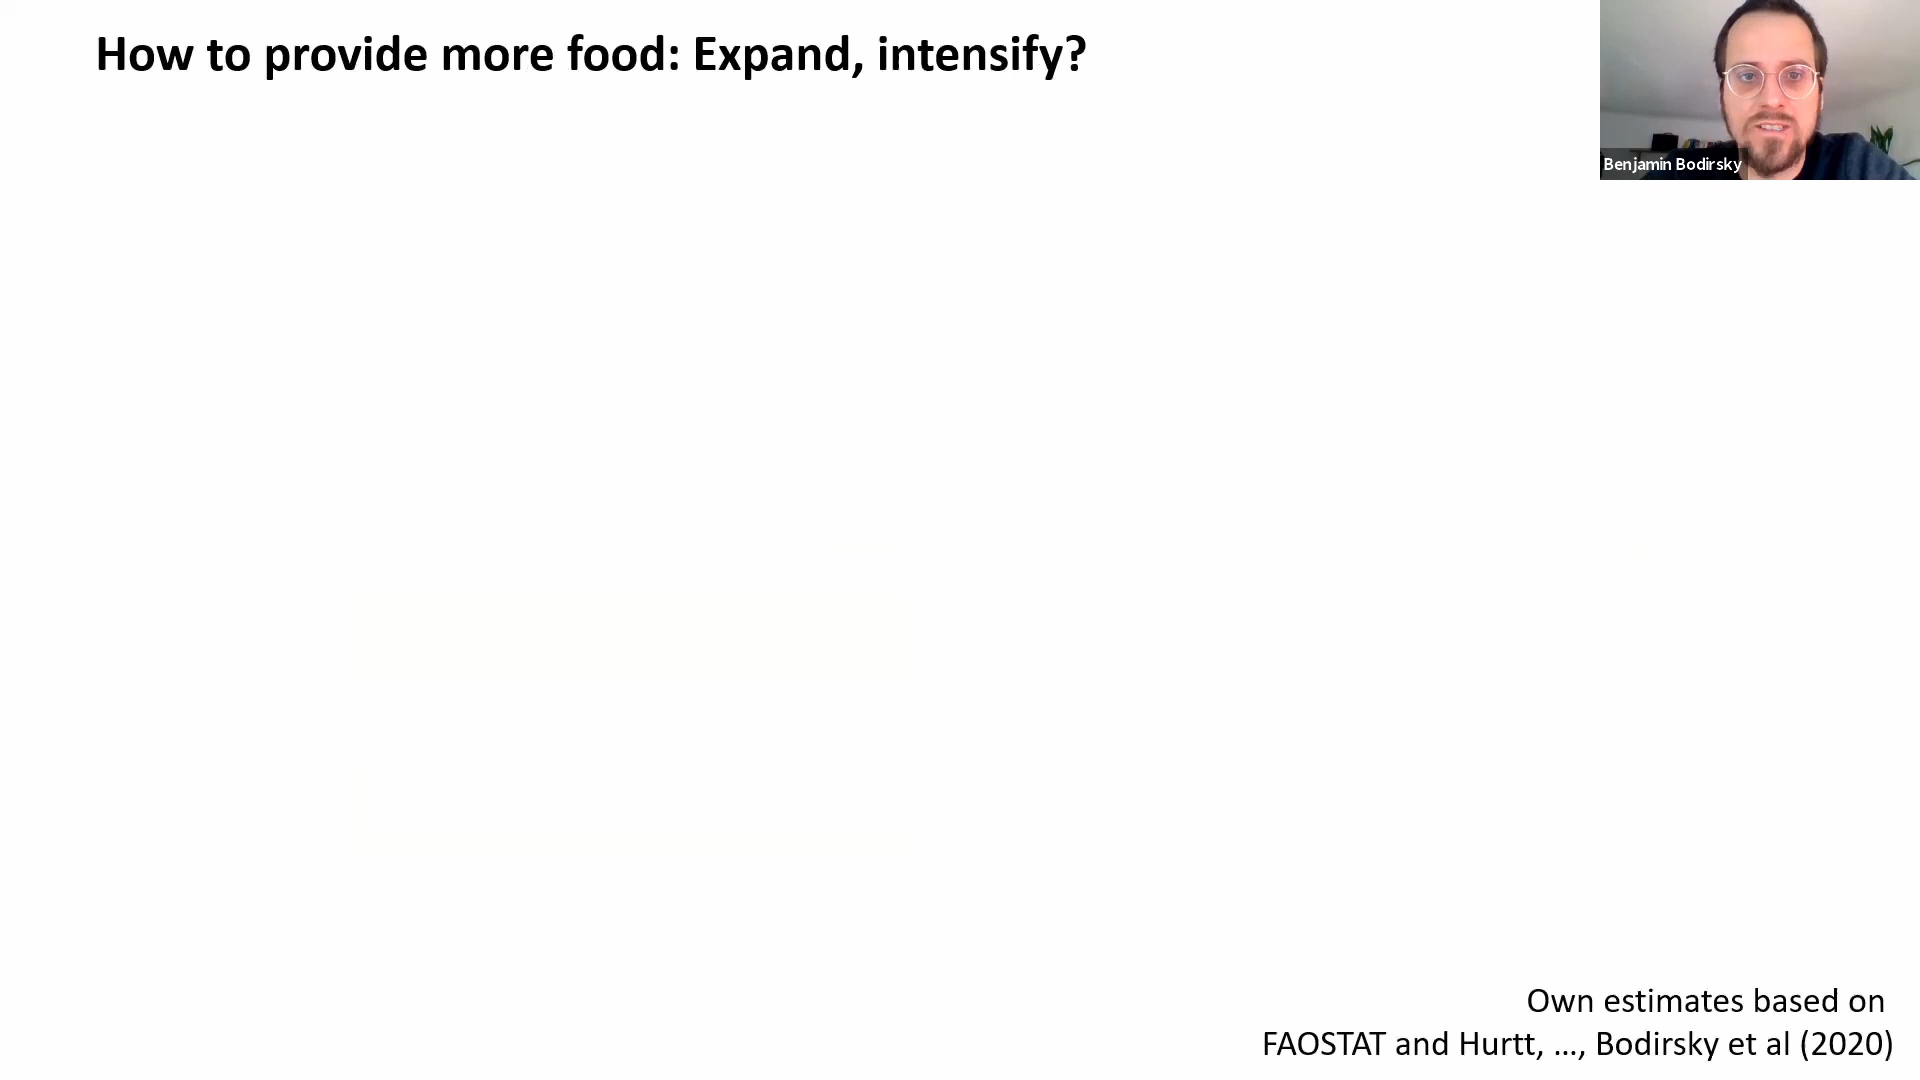 How to provide more food: Expand, intensify?
Benjamin Bodirsky
Own estimates based on
FAOSTAT and Hurtt, ..., Bodirsky et al (2020)